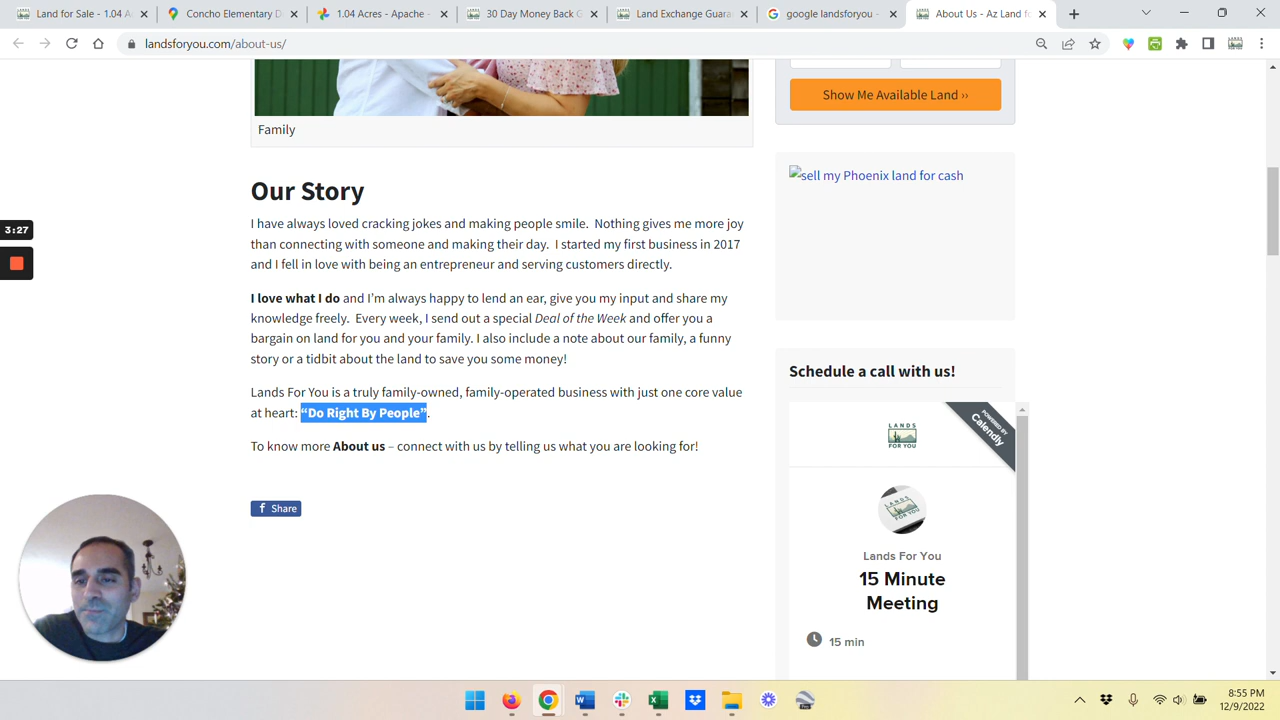 Land for Sale - 1.04 A
Concho Elementary D
1.04 Acres - Apache -
30 Day Money Back G
Land Exchange Guara
google landsforyou
About Us - Az Land fo
landsforyou.com/about-us/
Show Me Available Land ››
Family
sell my Phoenix land for cash
Our Story
I have always loved cracking jokes and making people smile. Nothing gives me more joy
than connecting with someone and making their day. I started my first business in 2017
and I fell in love with being an entrepreneur and serving customers directly.
3:27
I love what I do and I'm always happy to lend an ear, give you my input and share my
knowledge freely. Every week, I send out a special Deal of the Week and offer you a
bargain on land for you and your family. I also include a note about our family, a funny
story or a tidbit about the land to save you some money!
Lands For You is a truly family-owned, family-operated business with just one core value
at heart: “Do Right By People”.
To know more About us – connect with us by telling us what you are looking for!
Share
Schedule a call with us!
LANDS
FOR YOU
POWERED BY
Calendly
Lands For You
15 Minute
Meeting
15 min
8:55 PM
12/9/2022